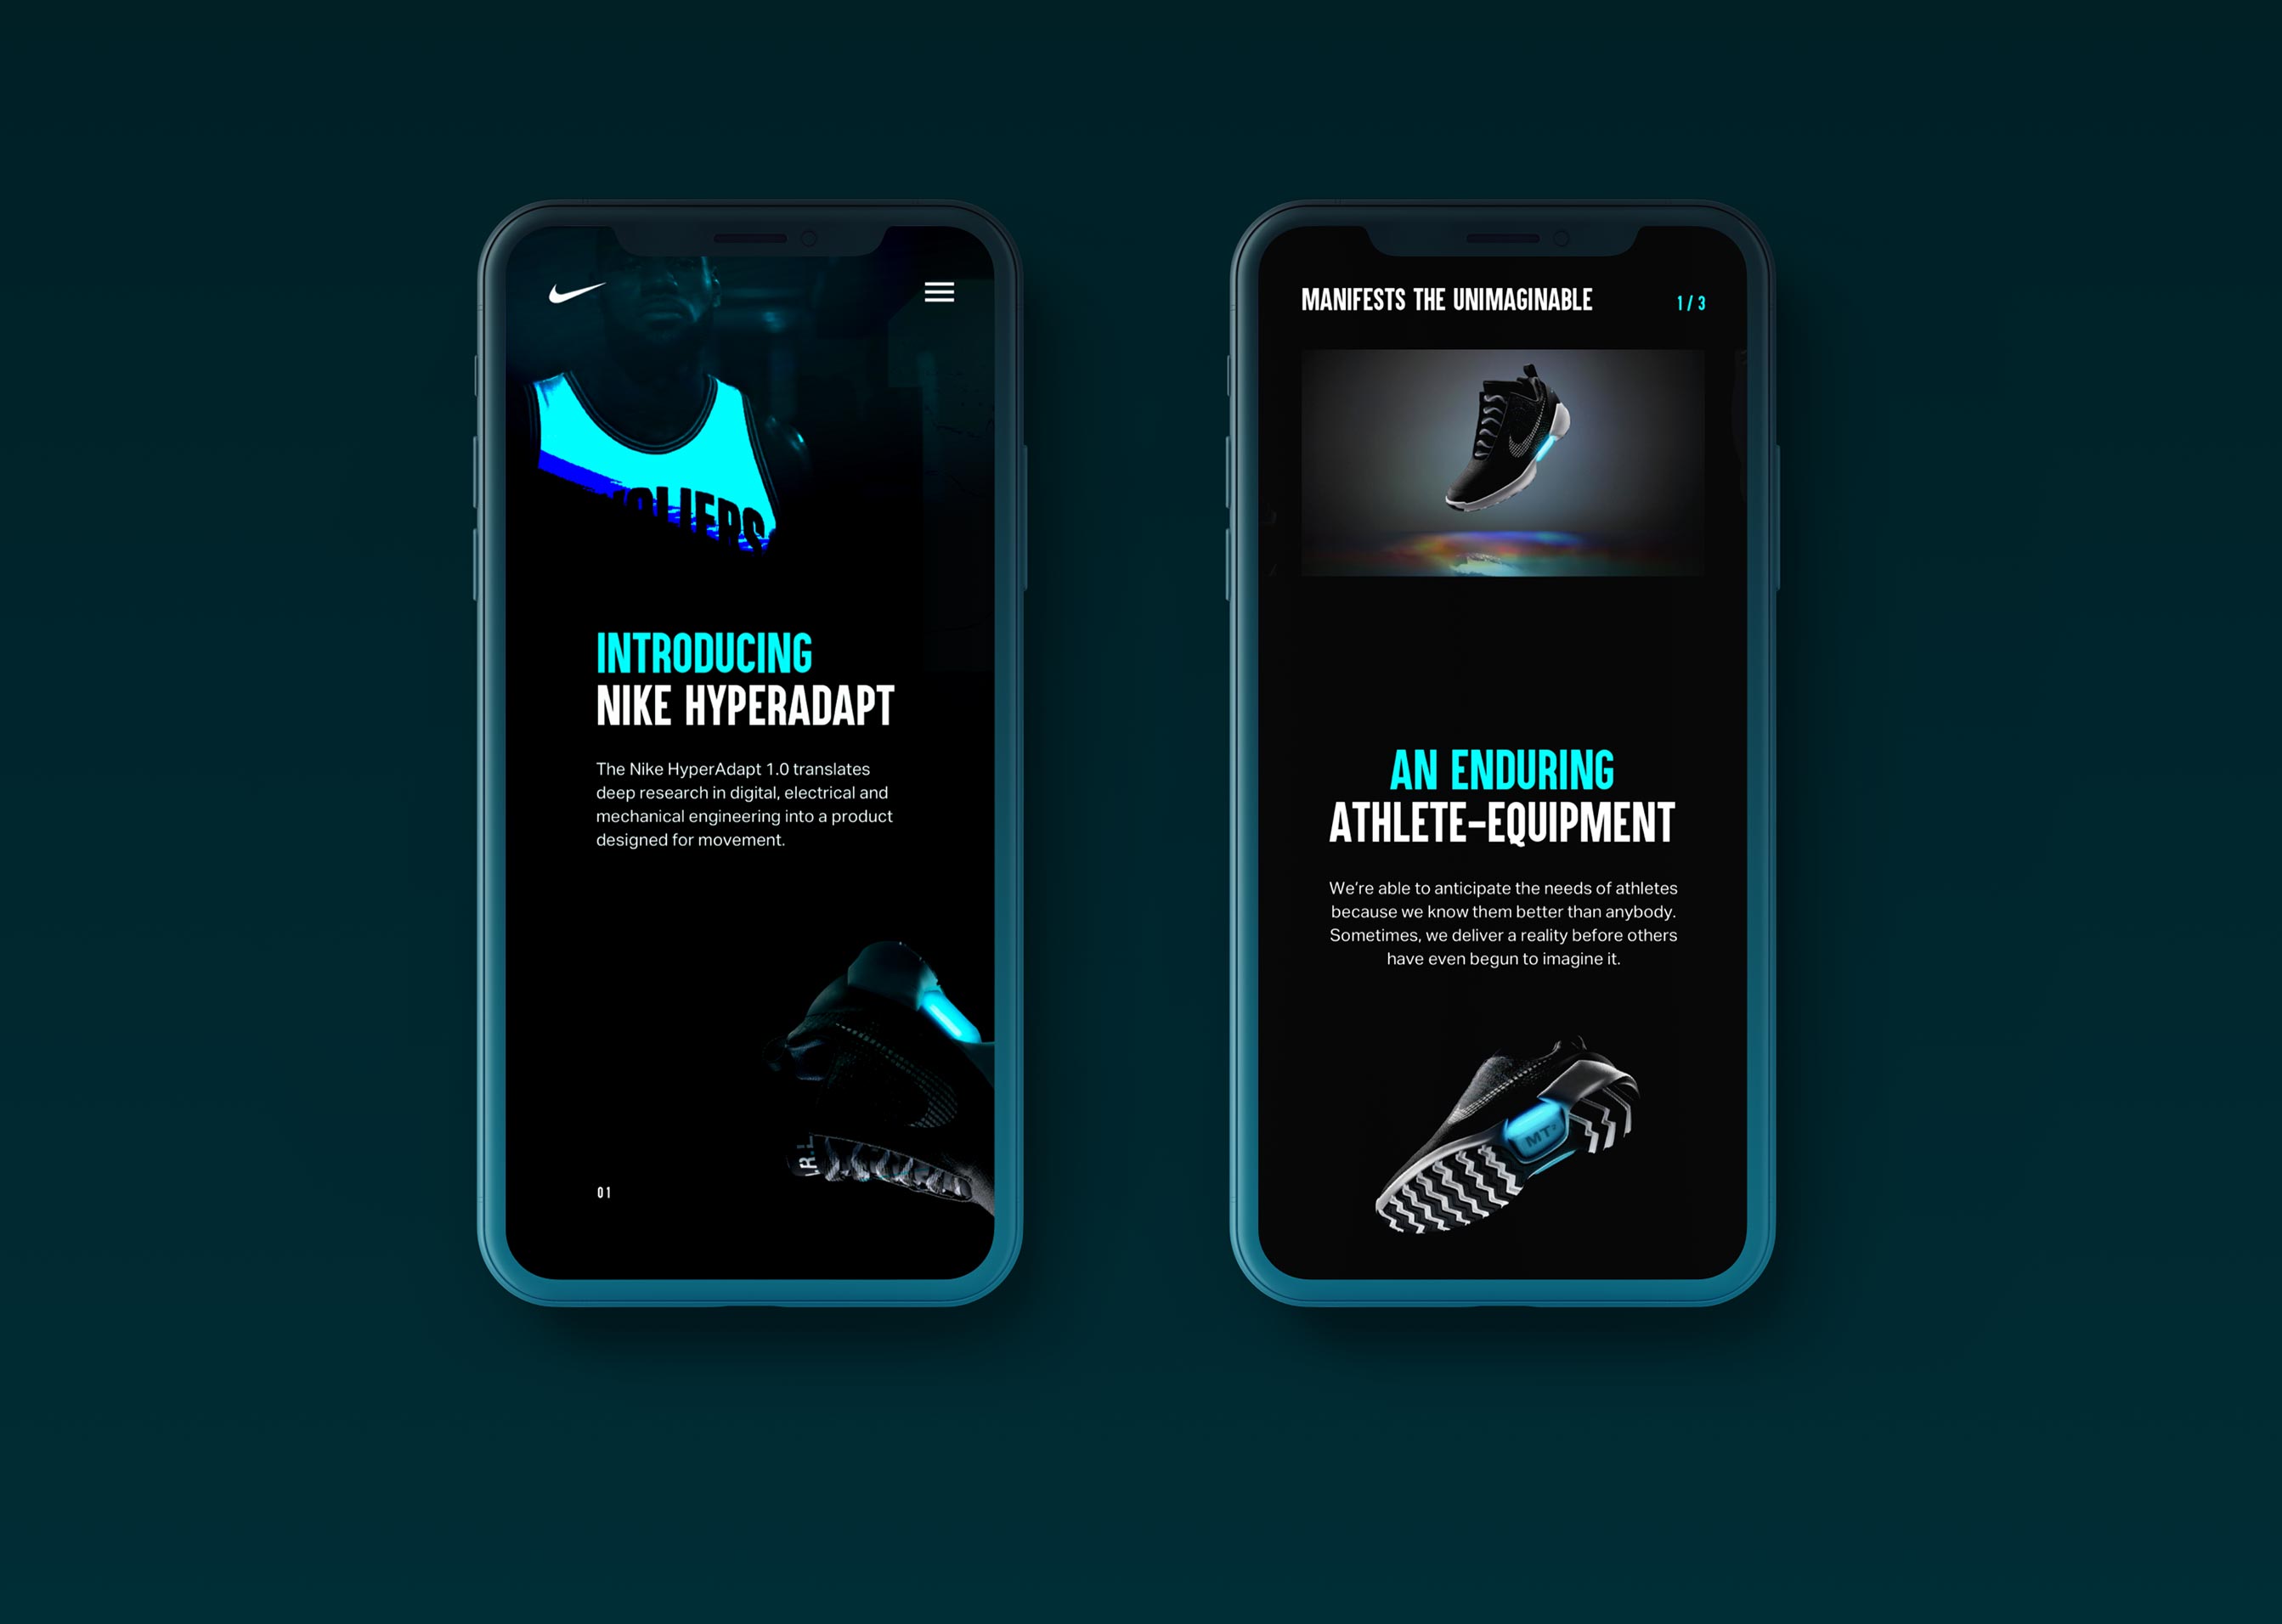 INTRODUCING
NIKE HYPERADAPT
The Nike HyperAdapt 1.0 translates
deep research in digital, electrical and
mechanical engineering into a product
designed for movement.
01
MANIFESTS THE UNIMAGINABLE
1 / 3
AN ENDURING
ATHLETE-EQUIPMENT
We're able to anticipate the needs of athletes
because we know them better than anybody.
Sometimes, we deliver a reality before others
have even begun to imagine it.